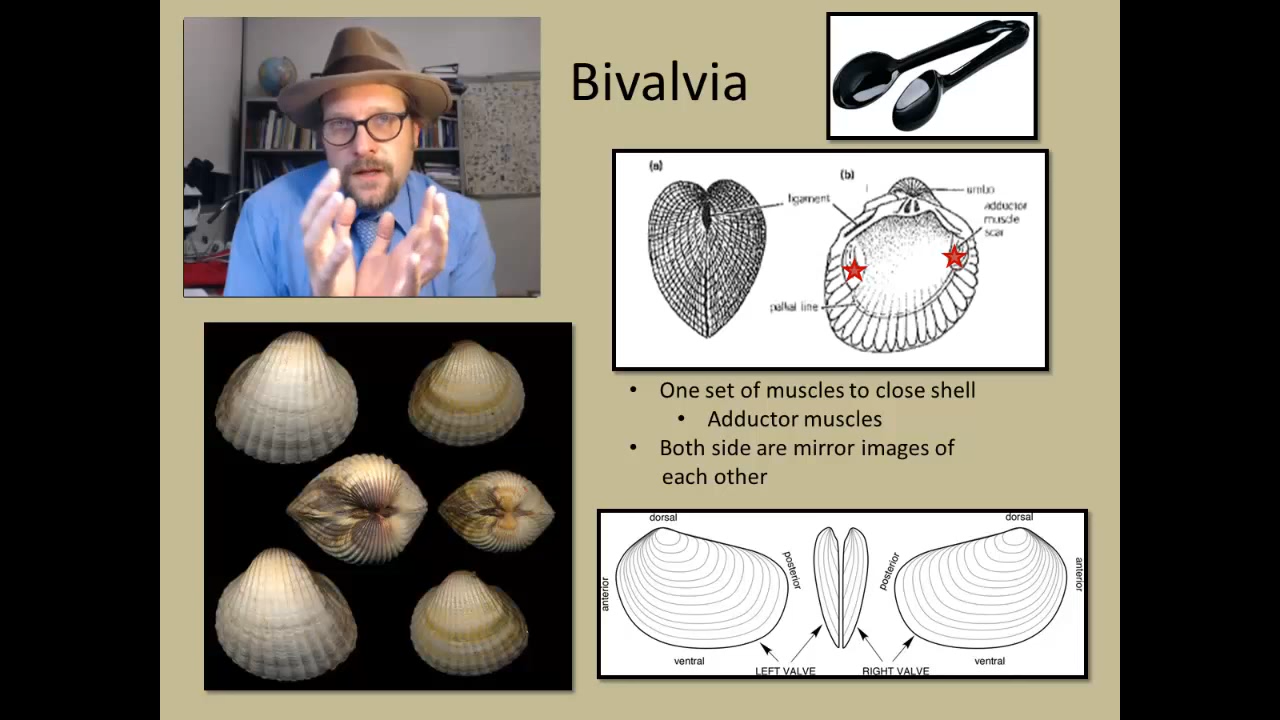 Bivalvia
(a)
(b)
ligament
umbo
adductor
muscle
scar
pallial line
• One set of muscles to close shell
• Adductor muscles
• Both side are mirror images of
each other
dorsal
dorsal
anterior
posterior
posterior
anterior
ventral
LEFT VALVE
RIGHT VALVE
ventral